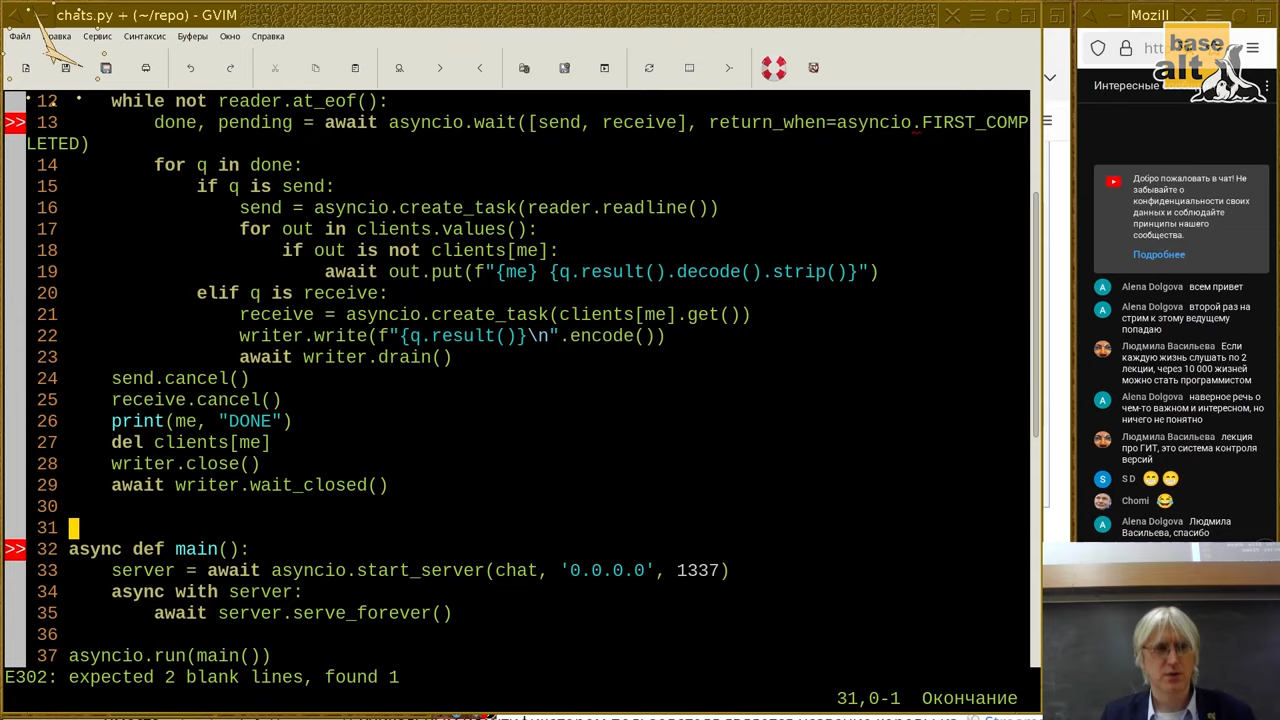 chats.py + (~/repo) - GVIM
Mozill
Файл
равка
Сервис
Синтаксис
Буферы
Окно
Справка
htt
base
alt
Интересные
12 while not reader.at_eof():
>> 13 done, pending = await asyncio.wait([send, receive], return_when=asyncio.FIRST_COMP
LETED)
14 for q in done:
15 if q is send:
16 send = asyncio.create_task(reader.readline())
17 for out in clients.values():
18 if out is not clients[me]:
19 await out.put(f"{me} {q.result().decode().strip()}")
20 elif q is receive:
21 receive = asyncio.create_task(clients[me].get())
22 writer.write(f"{q.result()}\n".encode())
23 await writer.drain()
24 send.cancel()
25 receive.cancel()
26 print(me, "DONE")
27 del clients[me]
28 writer.close()
29 await writer.wait_closed()
30
31
>> 32 async def main():
33 server = await asyncio.start_server(chat, '0.0.0.0', 1337)
34 async with server:
35 await server.serve_forever()
36
37 asyncio.run(main())
E302: expected 2 blank lines, found 1
31,0-1 Окончание
Добро пожаловать в чат! Не
забывайте о
конфиденциальности своих
данных и соблюдайте
принципы нашего
сообщества.
Подробнее
A Alena Dolgova всем привет
A Alena Dolgova второй раз на
стрим к этому ведущему
попадаю
Людмила Васильева Если
каждую жизнь слушать по 2
лекции, через 10 000 жизней
можно стать программистом
A Alena Dolgova наверное речь о
чем-то важном и интересном, но
ничего не понятно
Людмила Васильева лекция
про ГИТ, это система контроля
версий
S S D 😁😁
Chomi 😂
A Alena Dolgova Людмила
Васильева, спасибо